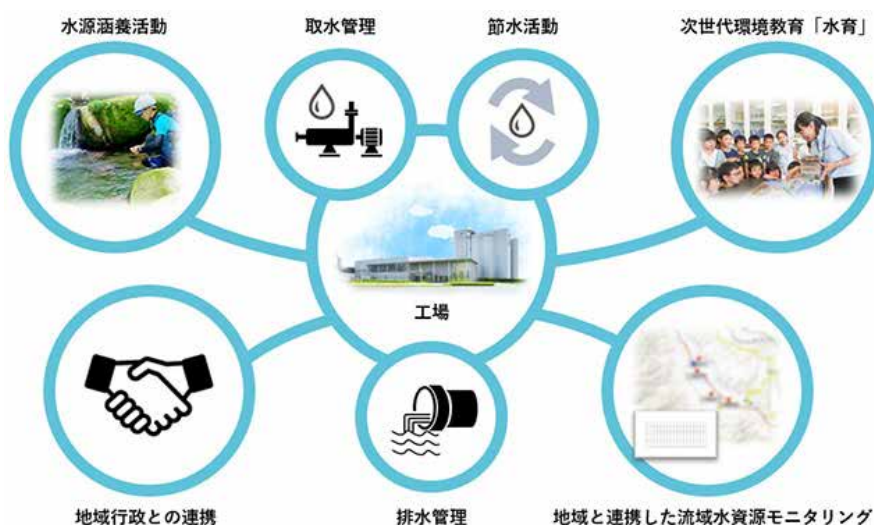 水源涵養活動
取水管理
節水活動
次世代環境教育「水育」
工場
地域行政との連携
排水管理
地域と連携した流域水資源モニタリング